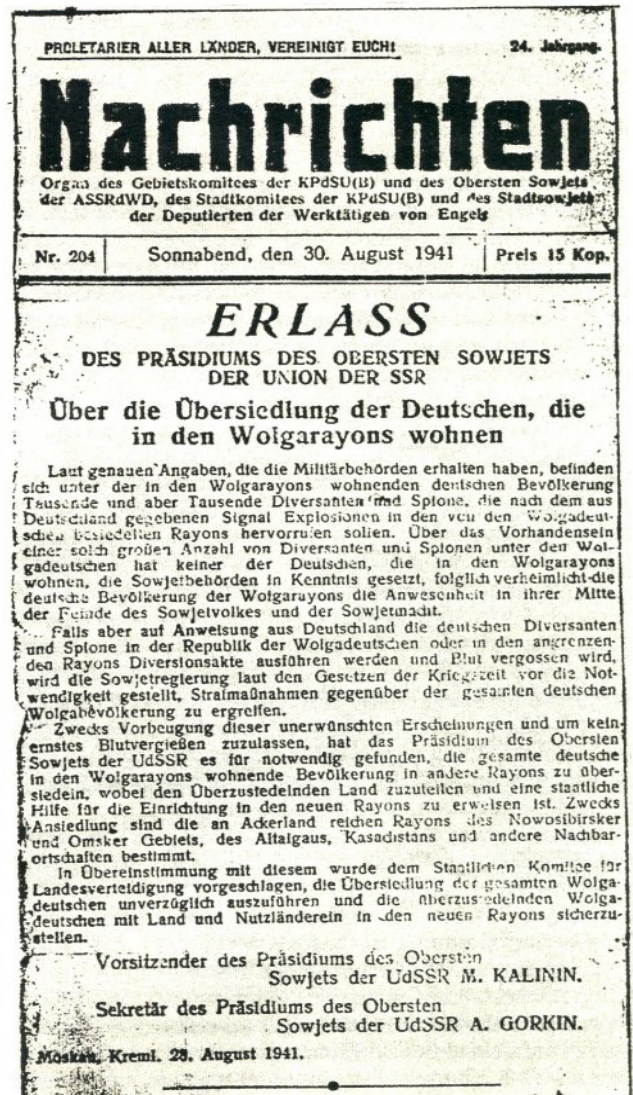 PROLETARIER ALLER LÄNDER, VEREINIGT EUCH!
24. Jahrgang.
Nachrichten
Organ des Gebietskomitees der KPdSU(B) und des Obersten Sowjets
der ASSRdWD, des Stadtkomitees der KPdSU(B) und des Stadtsowjets
der Deputierten der Werktätigen von Engels
Nr. 204
Sonnabend, den 30. August 1941
Preis 15 Kop.
ERLASS
DES PRÄSIDIUMS DES OBERSTEN SOWJETS
DER UNION DER SSR
Über die Übersiedlung der Deutschen, die
in den Wolgarayons wohnen
Laut genauen Angaben, die die Militärbehörden erhalten haben, befinden
sich unter der in den Wolgarayons wohnenden deutschen Bevölkerung
Tausende und aber Tausende Diversanten und Spione, die nach dem aus
Deutschland gegebenen Signal Explosionen in den von den Wolgadeut-
schen besiedelten Rayons hervorrufen sollen. Über das Vorhandensein
einer solch großen Anzahl von Diversanten und Spionen unter den Wol-
gadeutschen hat keiner der Deutschen, die in den Wolgarayons
wohnen, die Sowjetbehörden in Kenntnis gesetzt, folglich verheimlicht die
deutsche Bevölkerung der Wolgarayons die Anwesenheit in ihrer Mitte
der Feinde des Sowjetvolkes und der Sowjetmacht.
Falls aber auf Anweisung aus Deutschland die deutschen Diversanten
und Spione in der Republik der Wolgadeutschen oder in den angrenzen-
den Rayons Diversionsakte ausführen werden und Blut vergossen wird,
wird die Sowjetregierung laut den Gesetzen der Kriegszeit vor die Not-
wendigkeit gestellt, Strafmaßnahmen gegenüber der gesamten deutschen
Wolgabevölkerung zu ergreifen.
Zwecks Vorbeugung dieser unerwünschten Erscheinungen und um kein
ernstes Blutvergießen zuzulassen, hat das Präsidium des Obersten
Sowjets der UdSSR es für notwendig gefunden, die gesamte deutsche
in den Wolgarayons wohnende Bevölkerung in andere Rayons zu über-
siedeln, wobei den Überzusiedelnden Land zuzuteilen und eine staatliche
Hilfe für die Einrichtung in den neuen Rayons zu erweisen ist. Zwecks
Ansiedlung sind die an Ackerland reichen Rayons des Nowosibirsker
und Omsker Gebiets, des Altaigaus, Kasachstans und andere Nachbar-
ortschaften bestimmt.
In Übereinstimmung mit diesem wurde dem Staatlichen Komitee für
Landesverteidigung vorgeschlagen, die Übersiedlung der gesamten Wolga-
deutschen unverzüglich auszuführen und die überzusiedelnden Wolga-
deutschen mit Land und Nutzländerein in den neuen Rayons sicherzu-
stellen.
Vorsitzender des Präsidiums des Obersten
Sowjets der UdSSR M. KALININ.
Sekretär des Präsidiums des Obersten
Sowjets der UdSSR A. GORKIN.
Moskau, Kreml. 28. August 1941.